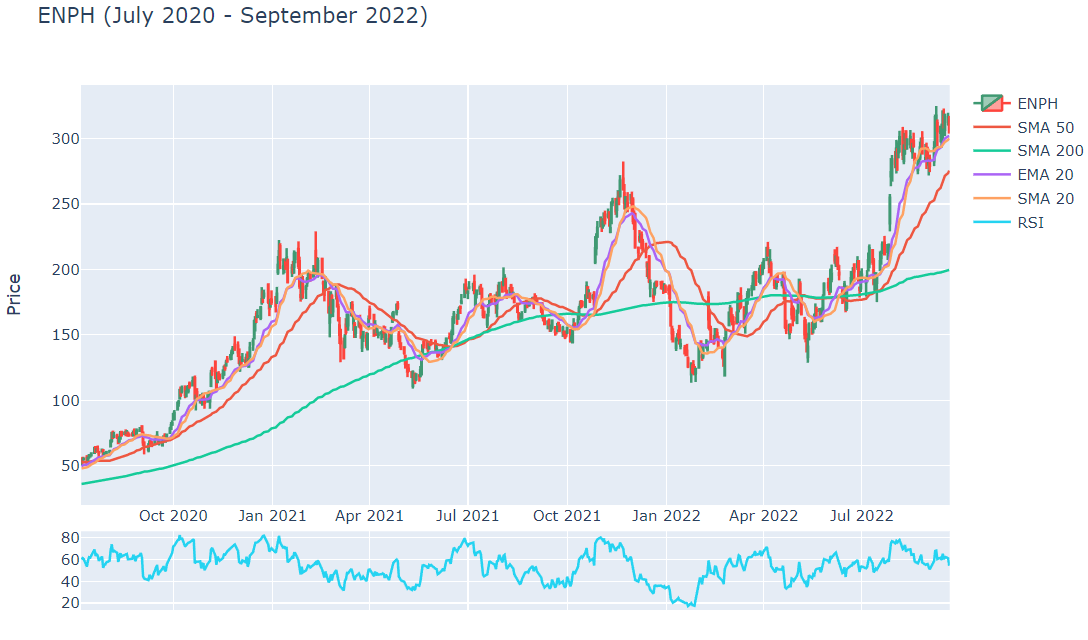 ENPH (July 2020 - September 2022)
Price
300
250
200
150
100
50
Oct 2020 Jan 2021 Apr 2021 Jul 2021 Oct 2021 Jan 2022 Apr 2022 Jul 2022
80
60
40
20
ENPH
SMA 50
SMA 200
EMA 20
SMA 20
RSI